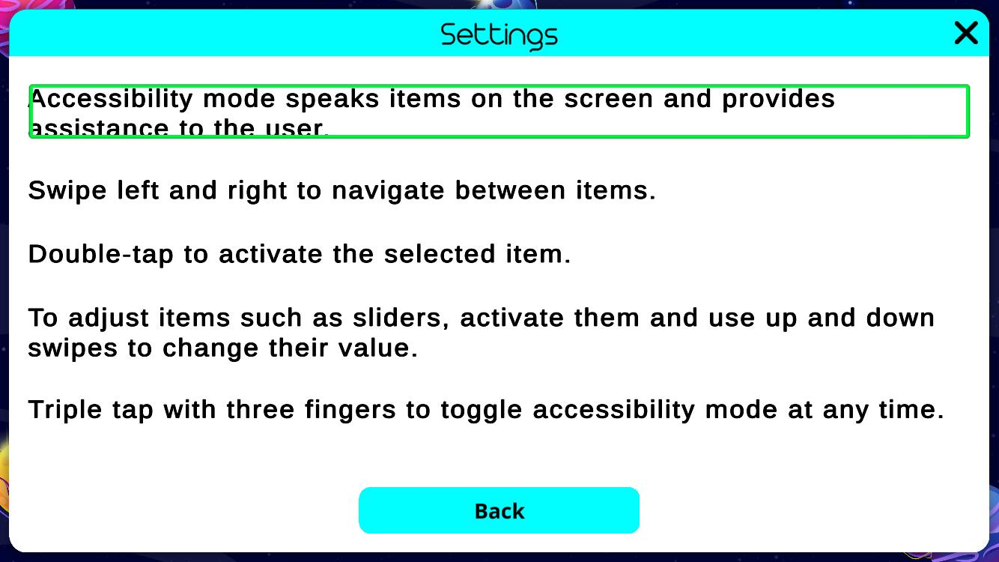 Settings
Accessibility mode speaks items on the screen and provides
assistance to the user.
Swipe left and right to navigate between items.
Double-tap to activate the selected item.
To adjust items such as sliders, activate them and use up and down
swipes to change their value.
Triple tap with three fingers to toggle accessibility mode at any time.
Back